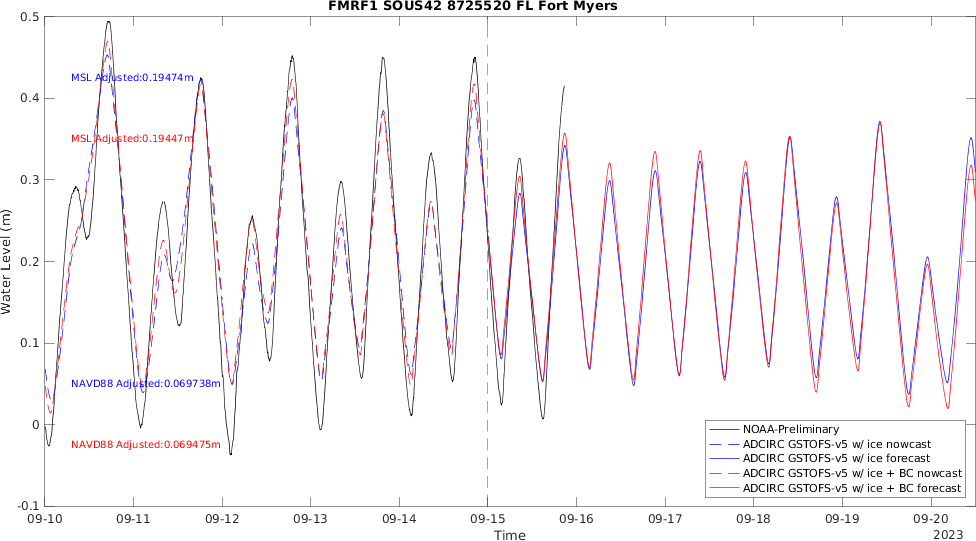 FMRF1 SOUS42 8725520 FL Fort Myers
0.5
0.4
0.3
0.2
0.1
0
-0.1
Water Level (m)
MSL Adjusted:0.19474m
MSL Adjusted:0.19447m
NAVD88 Adjusted:0.069738m
NAVD88 Adjusted:0.069475m
NOAA-Preliminary
ADCIRC GSTOFS-v5 w/ ice nowcast
ADCIRC GSTOFS-v5 w/ ice forecast
ADCIRC GSTOFS-v5 w/ ice + BC nowcast
ADCIRC GSTOFS-v5 w/ ice + BC forecast
09-10 09-11 09-12 09-13 09-14 09-15 09-16 09-17 09-18 09-19 09-20
Time
2023